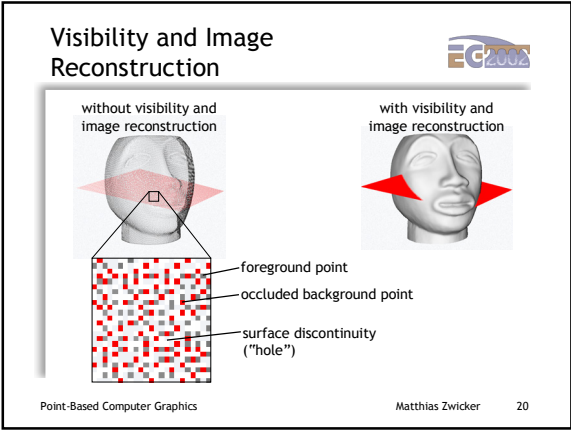 Visibility and Image
Reconstruction
EG2002
without visibility and
image reconstruction
with visibility and
image reconstruction
foreground point
occluded background point
surface discontinuity
(“hole”)
Point-Based Computer Graphics
Matthias Zwicker
20